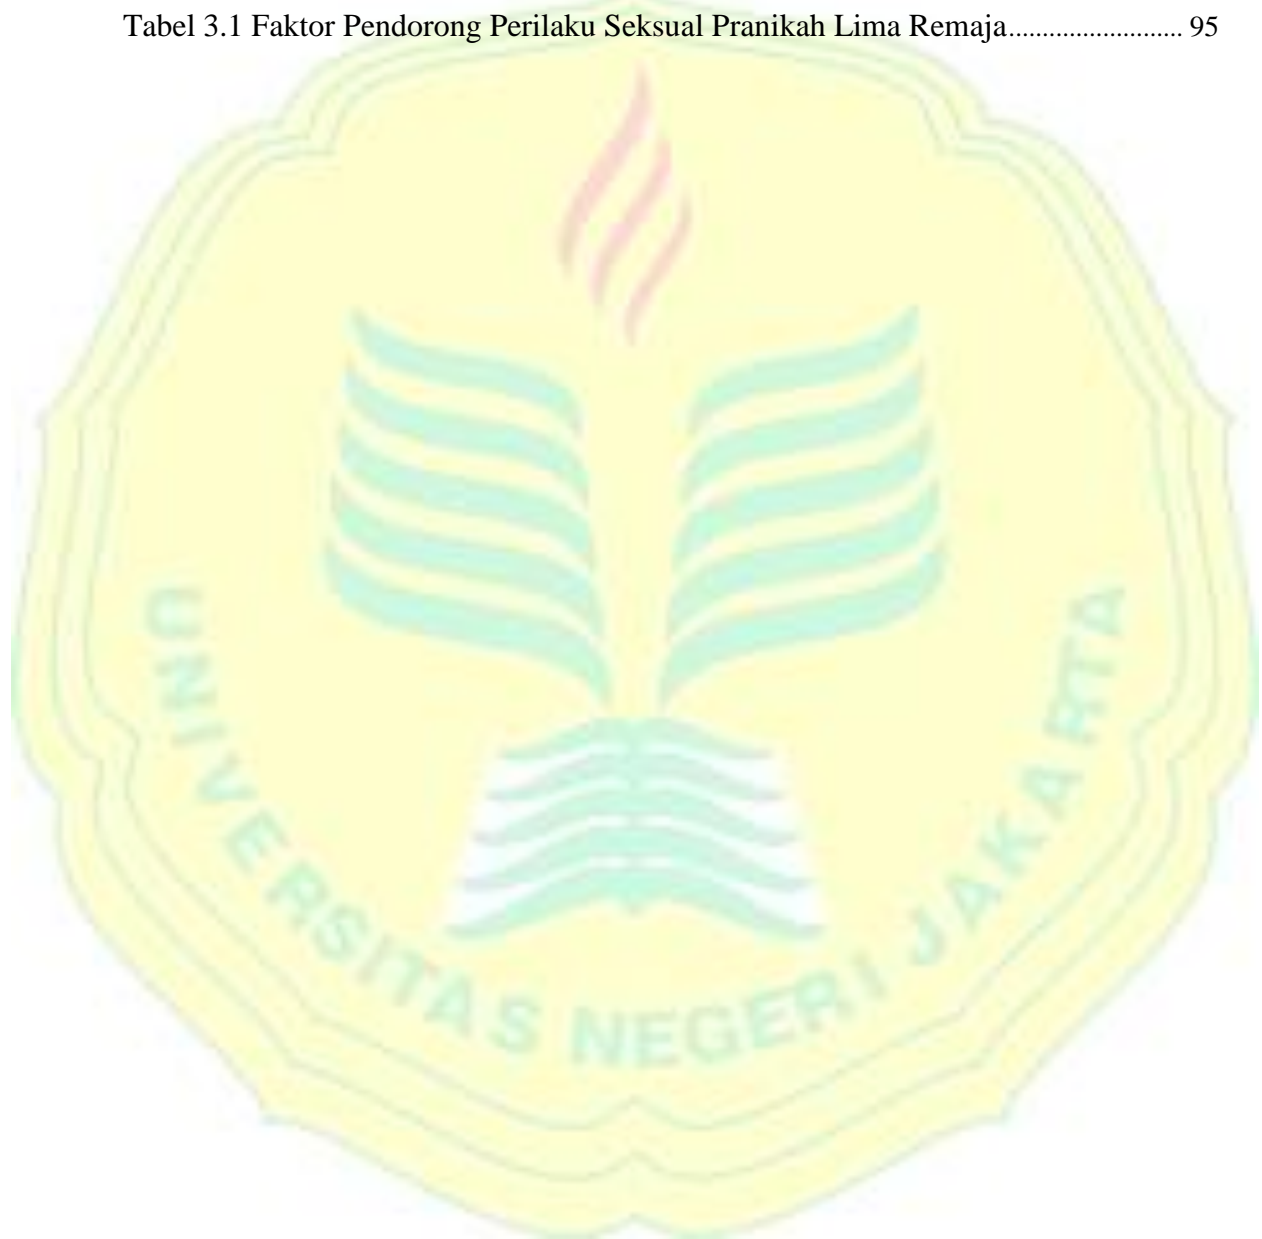 Tabel 3.1 Faktor Pendorong Perilaku Seksual Pranikah Lima Remaja.......................... 95
UNIVERSITAS NEGERI JAKARTA